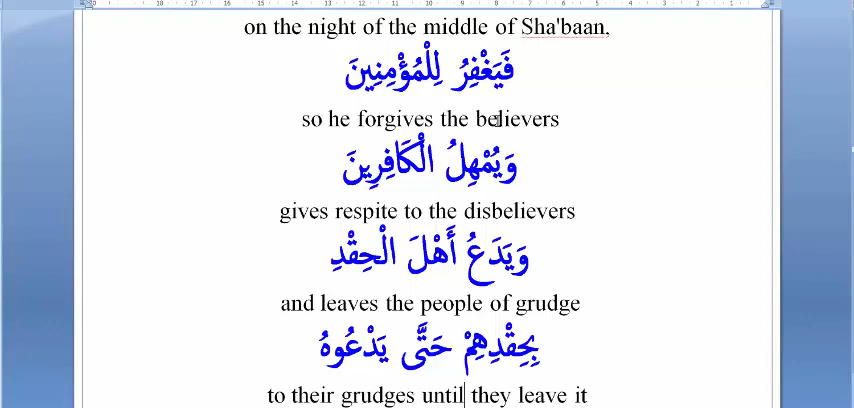 on the night of the middle of Sha'baan,
فَيَغْفِرُ لِلْمُؤْمِنِينَ
so he forgives the believers
وَيُمْهِلُ الْكَافِرِينَ
gives respite to the disbelievers
وَيَدَعُ أَهْلَ الْحِقْدِ
and leaves the people of grudge
بِحِقْدِهِمْ حَتَّى يَدْعُوهُ
to their grudges until they leave it